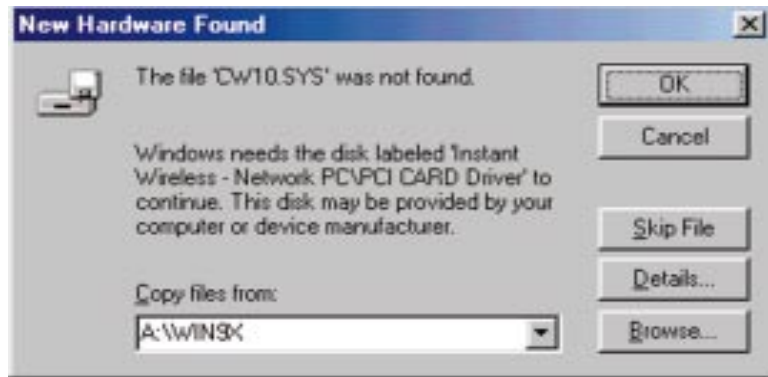 New Hardware Found
The file 'CW10.SYS' was not found.
Windows needs the disk labeled 'Instant
Wireless - Network PC\PCI CARD Driver' to
continue. This disk may be provided by your
computer or device manufacturer.
Copy files from:
A:\WIN9X
OK
Cancel
Skip File
Details...
Browse...